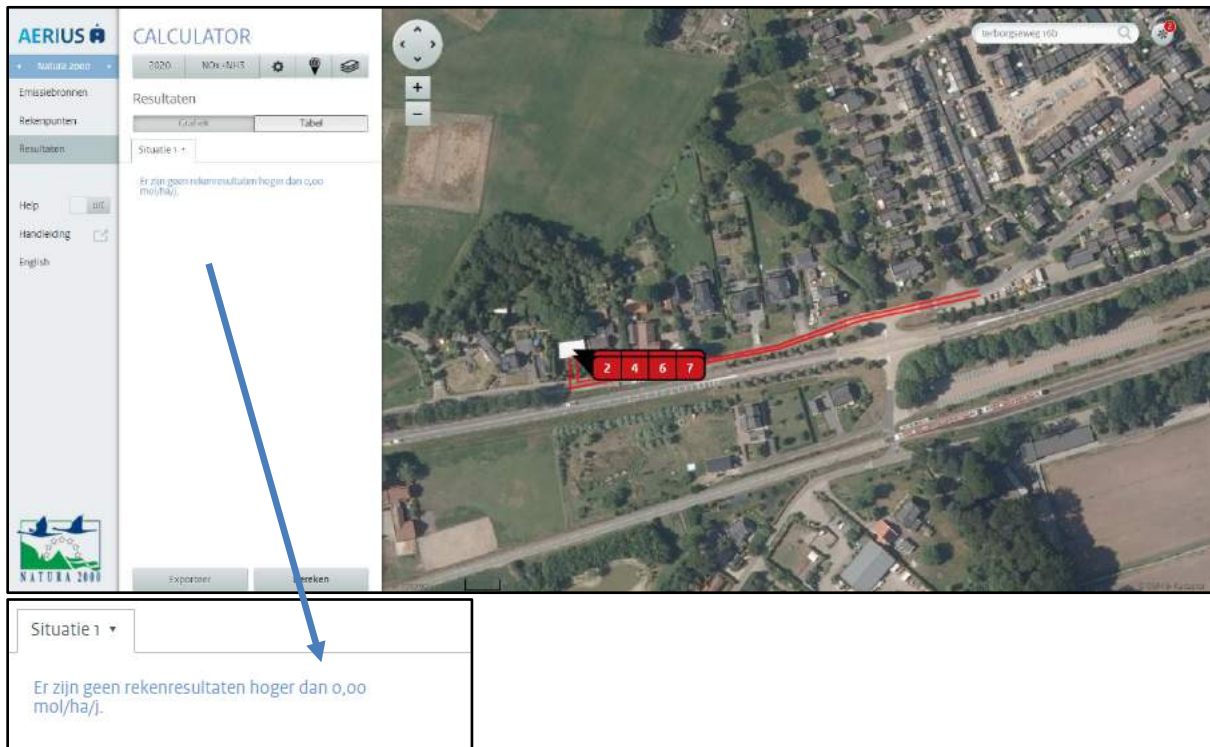 AERIUS
CALCULATOR
Natura 2000
2020
NOx+NH3
Emissiebronnen
Rekenpunten
Resultaten
Resultaten
Grafiek
Tabel
Situatie 1
Er zijn geen rekenresultaten hoger dan 0,00
mol/ha/j.
Help
uit
Handleiding
English
NATURA 2000
Exporteer
+
−
terborgseweg 16b
2
2 4 6 7
Situatie 1
Er zijn geen rekenresultaten hoger dan 0,00
mol/ha/j.